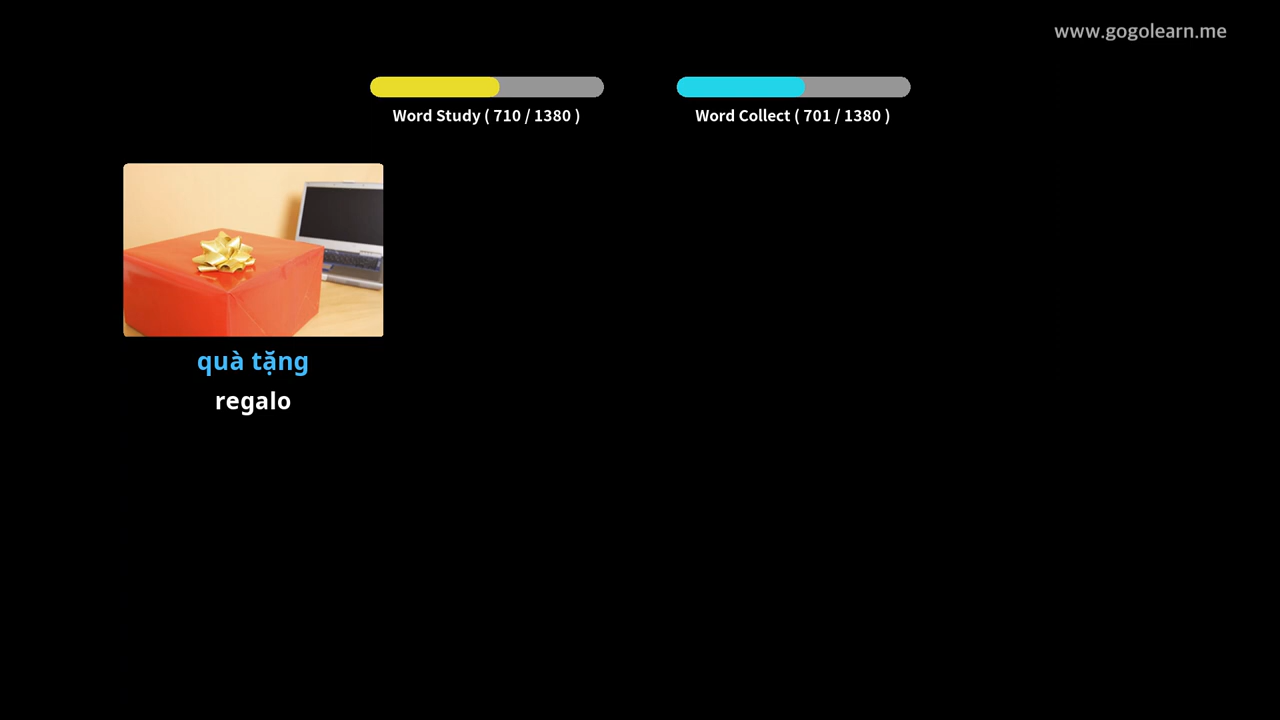 www.gogolearn.me
Word Study ( 710 / 1380 )
Word Collect ( 701 / 1380 )
quà tặng
regalo